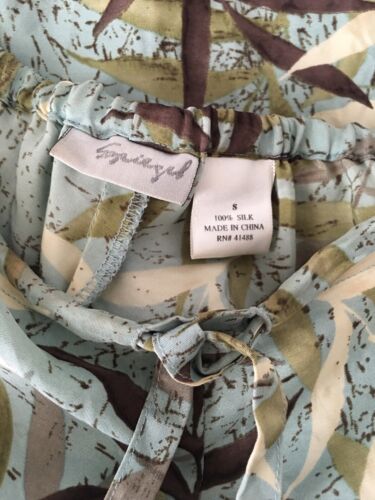 S
100% SILK
MADE IN CHINA
RN# 41488